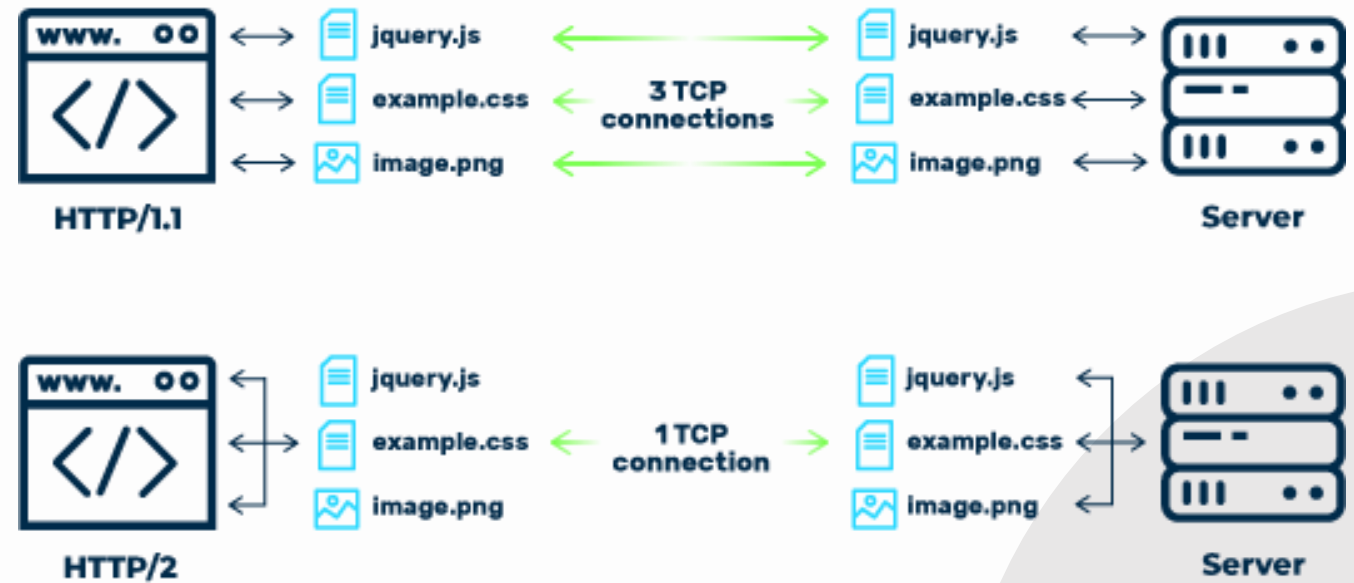 www.
jquery.js
jquery.js
example.css
3 TCP
connections
example.css
image.png
image.png
HTTP/1.1
Server
www.
jquery.js
jquery.js
example.css
1 TCP
connection
example.css
image.png
image.png
HTTP/2
Server